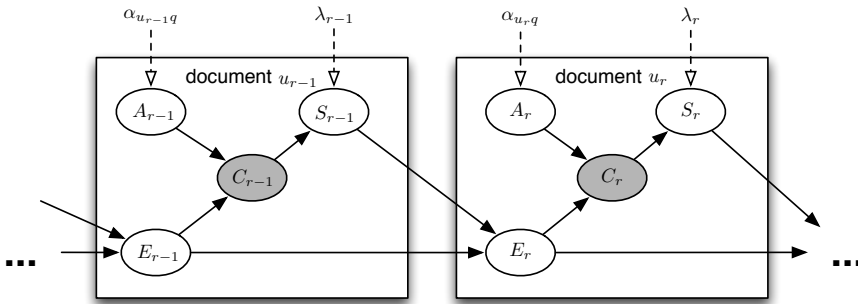 α_{u_{r−1}q} λ_{r−1} α_{u_r q} λ_r
document u_{r−1} document u_r
A_{r−1} S_{r−1} A_r S_r
C_{r−1} C_r
... E_{r−1} E_r ...